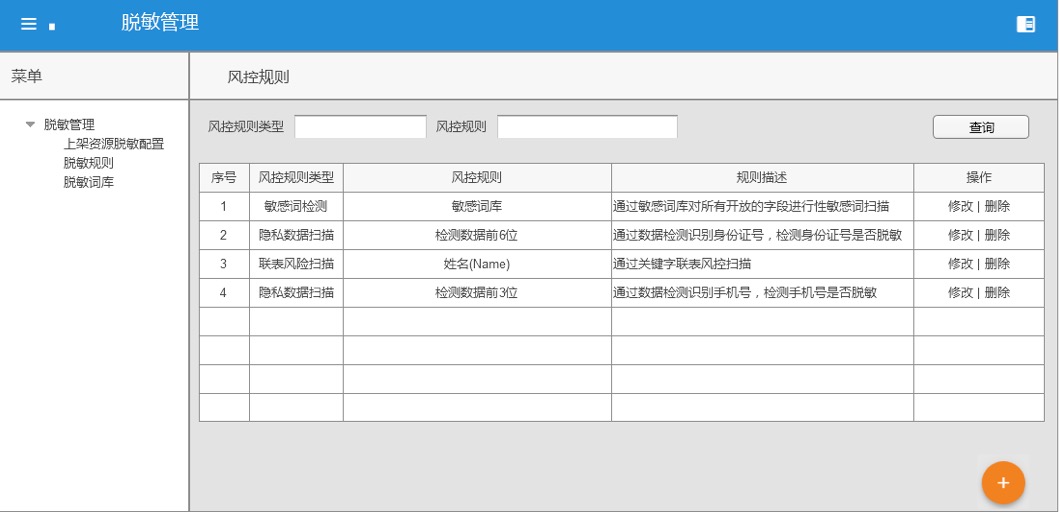 脱敏管理
菜单
风控规则
脱敏管理
上架资源脱敏配置
脱敏规则
脱敏词库
风控规则类型 风控规则 查询
序号 风控规则类型 风控规则 规则描述 操作
1 敏感词检测 敏感词库 通过敏感词库对所有开放的字段进行性敏感词扫描 修改 | 删除
2 隐私数据扫描 检测数据前6位 通过数据检测识别身份证号，检测身份证号是否脱敏 修改 | 删除
3 联表风险扫描 姓名(Name) 通过关键字联表风控扫描 修改 | 删除
4 隐私数据扫描 检测数据前3位 通过数据检测识别手机号，检测手机号是否脱敏 修改 | 删除
+